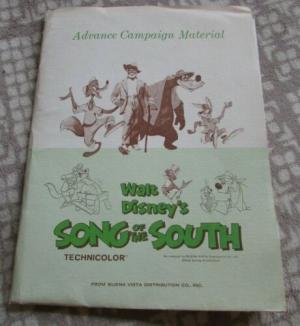 Advance Campaign Material
Walt
Disney's
SONG OF THE SOUTH
TECHNICOLOR
FROM BUENA VISTA DISTRIBUTION CO., INC.